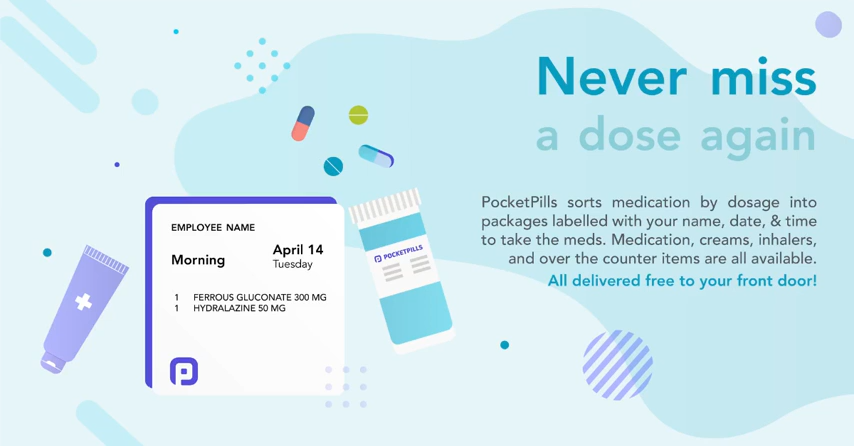 Never miss
a dose again
PocketPills sorts medication by dosage into
packages labelled with your name, date, & time
to take the meds. Medication, creams, inhalers,
and over the counter items are all available.
All delivered free to your front door!
EMPLOYEE NAME
Morning
April 14
Tuesday
1 FERROUS GLUCONATE 300 MG
1 HYDRALAZINE 50 MG
POCKETPILLS